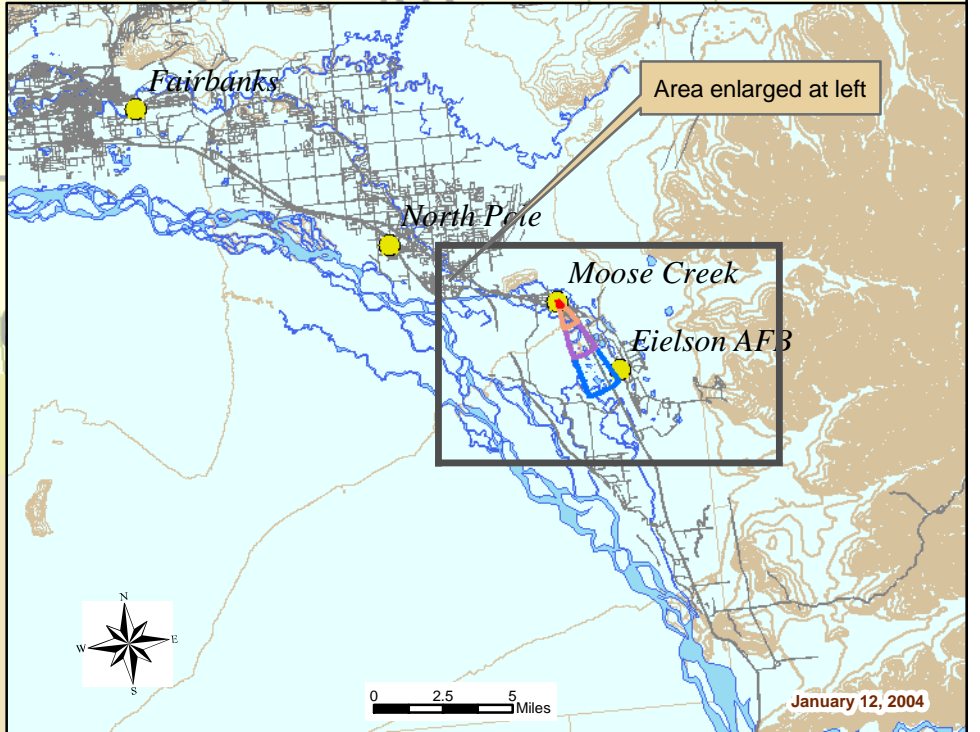 Fairbanks
Area enlarged at left
North Pole
Moose Creek
Eielson AFB
N
W E
S
0 2.5 5
Miles
January 12, 2004